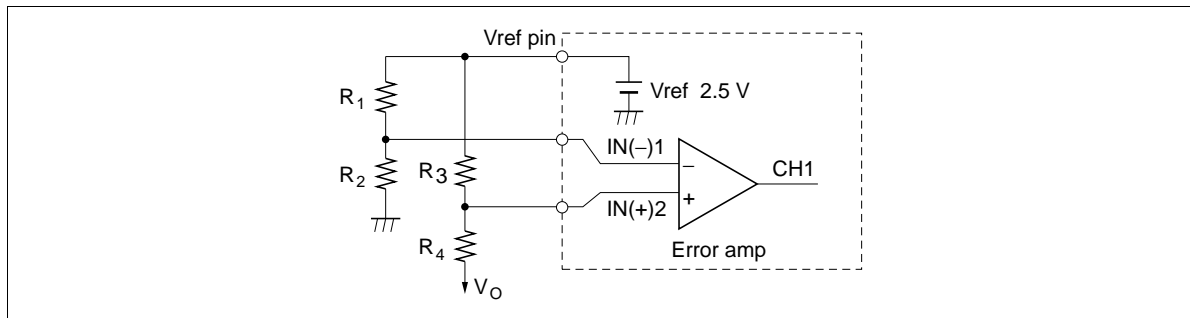 Vref pin
Vref 2.5 V
R1
IN(−)1
CH1
R2
R3
−
+
IN(+)2
R4
Error amp
VO